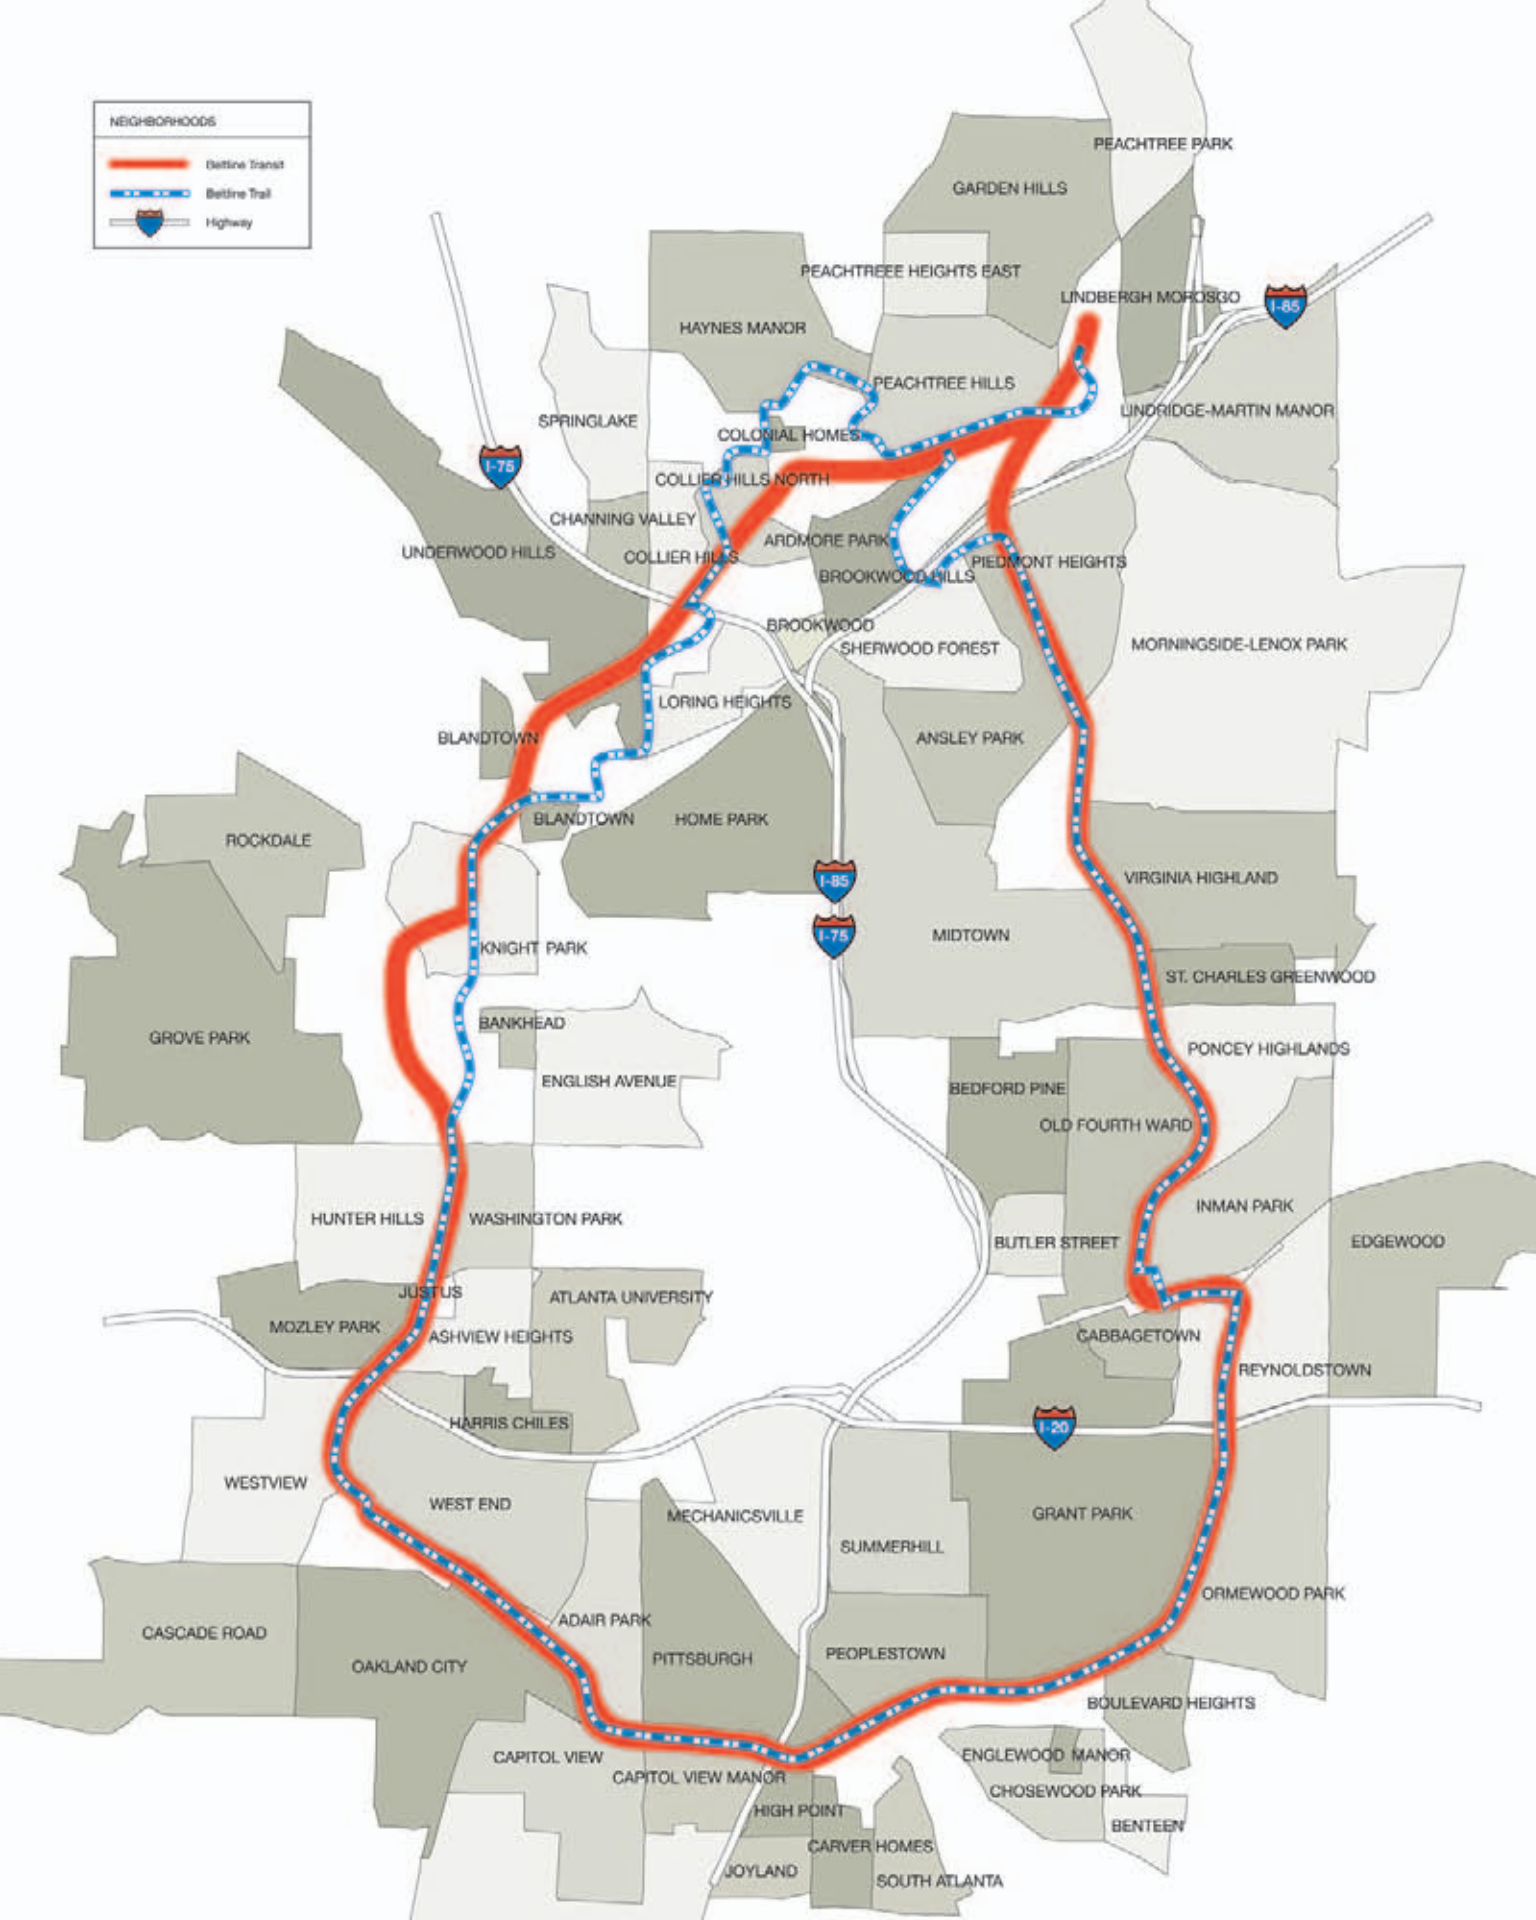 NEIGHBORHOODS
Beltline Transit
Beltline Trail
Highway
PEACHTREE PARK
GARDEN HILLS
PEACHTREEE HEIGHTS EAST
LINDBERGH MOROSGO
I-85
HAYNES MANOR
PEACHTREE HILLS
LINDRIDGE-MARTIN MANOR
SPRINGLAKE
COLONIAL HOMES
I-75
COLLIER HILLS NORTH
CHANNING VALLEY
ARDMORE PARK
UNDERWOOD HILLS
COLLIER HILLS
PIEDMONT HEIGHTS
BROOKWOOD HILLS
BROOKWOOD
SHERWOOD FOREST
MORNINGSIDE-LENOX PARK
LORING HEIGHTS
BLANDTOWN
ANSLEY PARK
BLANDTOWN
HOME PARK
ROCKDALE
I-85
VIRGINIA HIGHLAND
I-75
MIDTOWN
KNIGHT PARK
ST. CHARLES GREENWOOD
BANKHEAD
GROVE PARK
PONCEY HIGHLANDS
ENGLISH AVENUE
BEDFORD PINE
OLD FOURTH WARD
INMAN PARK
HUNTER HILLS
WASHINGTON PARK
BUTLER STREET
EDGEWOOD
JUSTUS
ATLANTA UNIVERSITY
MOZLEY PARK
ASHVIEW HEIGHTS
CABBAGETOWN
REYNOLDSTOWN
HARRIS CHILES
I-20
WESTVIEW
WEST END
MECHANICSVILLE
GRANT PARK
SUMMERHILL
ORMEWOOD PARK
ADAIR PARK
CASCADE ROAD
PEOPLESTOWN
PITTSBURGH
OAKLAND CITY
BOULEVARD HEIGHTS
CAPITOL VIEW
ENGLEWOOD MANOR
CAPITOL VIEW MANOR
CHOSEWOOD PARK
HIGH POINT
BENTEEN
CARVER HOMES
JOYLAND
SOUTH ATLANTA